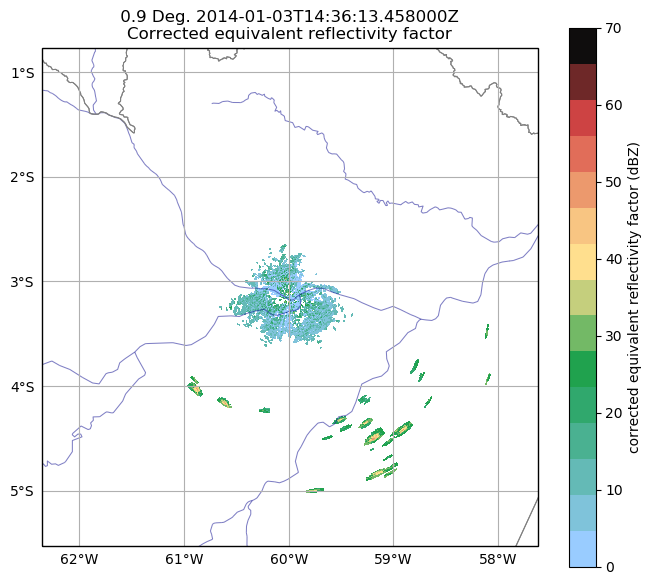 0.9 Deg. 2014-01-03T14:36:13.458000Z
Corrected equivalent reflectivity factor
1°S
2°S
3°S
4°S
5°S
62°W 61°W 60°W 59°W 58°W
70
60
50
40
30
20
10
0
corrected equivalent reflectivity factor (dBZ)